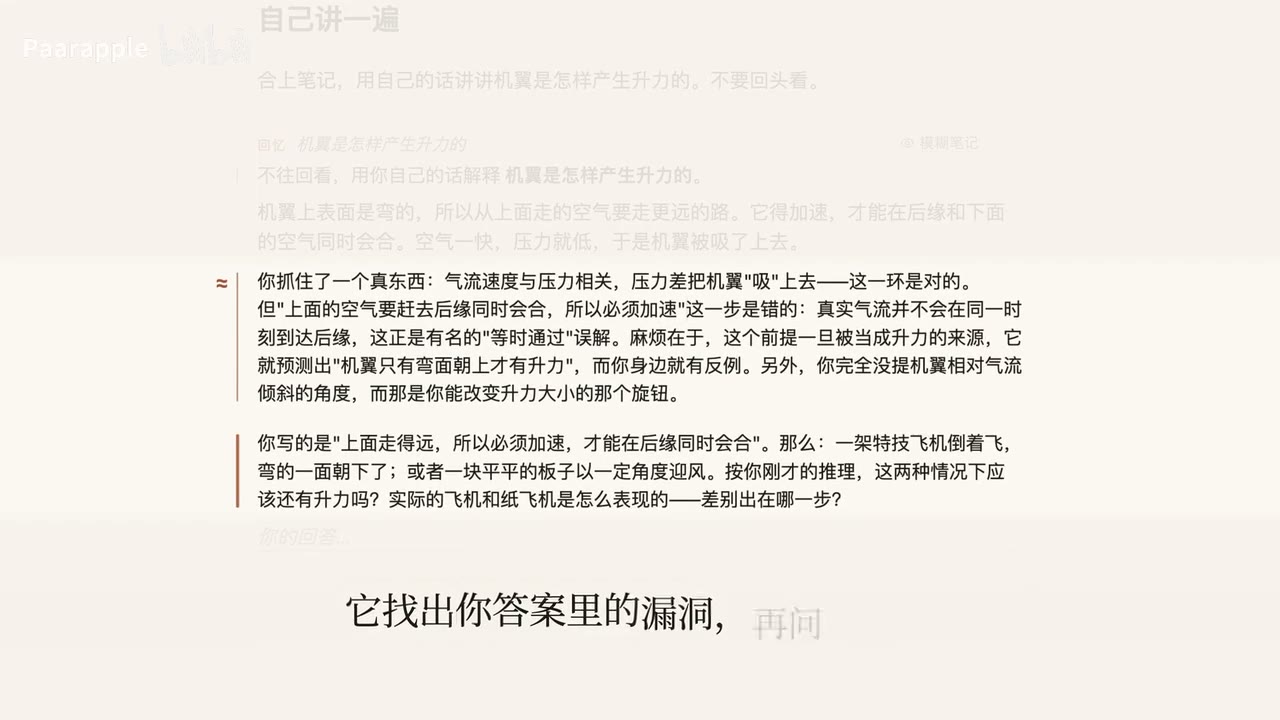 自己讲一遍
Paarapple bilibili
合上笔记，用自己的话讲讲机翼是怎样产生升力的。不要回头看。
回忆 机翼是怎样产生升力的
模糊笔记
不往回看，用你自己的话解释 机翼是怎样产生升力的。
机翼上表面是弯的，所以从上面走的空气要走更远的路。它得加速，才能在后缘和下面
的空气同时会合。空气一快，压力就低，于是机翼被吸了上去。
≈ 你抓住了一个真东西：气流速度与压力相关，压力差把机翼"吸"上去——这一环是对的。
但"上面的空气要赶去后缘同时会合，所以必须加速"这一步是错的：真实气流并不会在同一时
刻到达后缘，这正是有名的"等时通过"误解。麻烦在于，这个前提一旦被当成升力的来源，它
就预测出"机翼只有弯面朝上才有升力"，而你身边就有反例。另外，你完全没提机翼相对气流
倾斜的角度，而那是你能改变升力大小的那个旋钮。
你写的是"上面走得远，所以必须加速，才能在后缘同时会合"。那么：一架特技飞机倒着飞，
弯的一面朝下了；或者一块平平的板子以一定角度迎风。按你刚才的推理，这两种情况下应
该还有升力吗？实际的飞机和纸飞机是怎么表现的——差别出在哪一步？
你的回答...
它找出你答案里的漏洞，再问